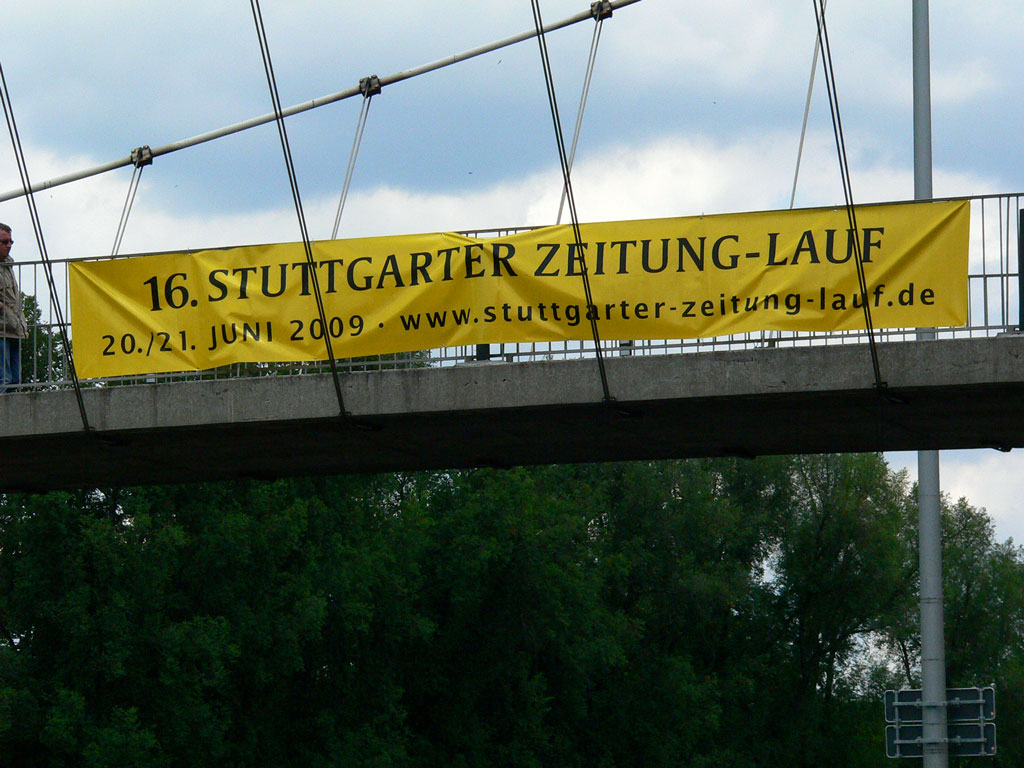 16. STUTTGARTER ZEITUNG-LAUF
20./21. JUNI 2009 · www.stuttgarter-zeitung-lauf.de